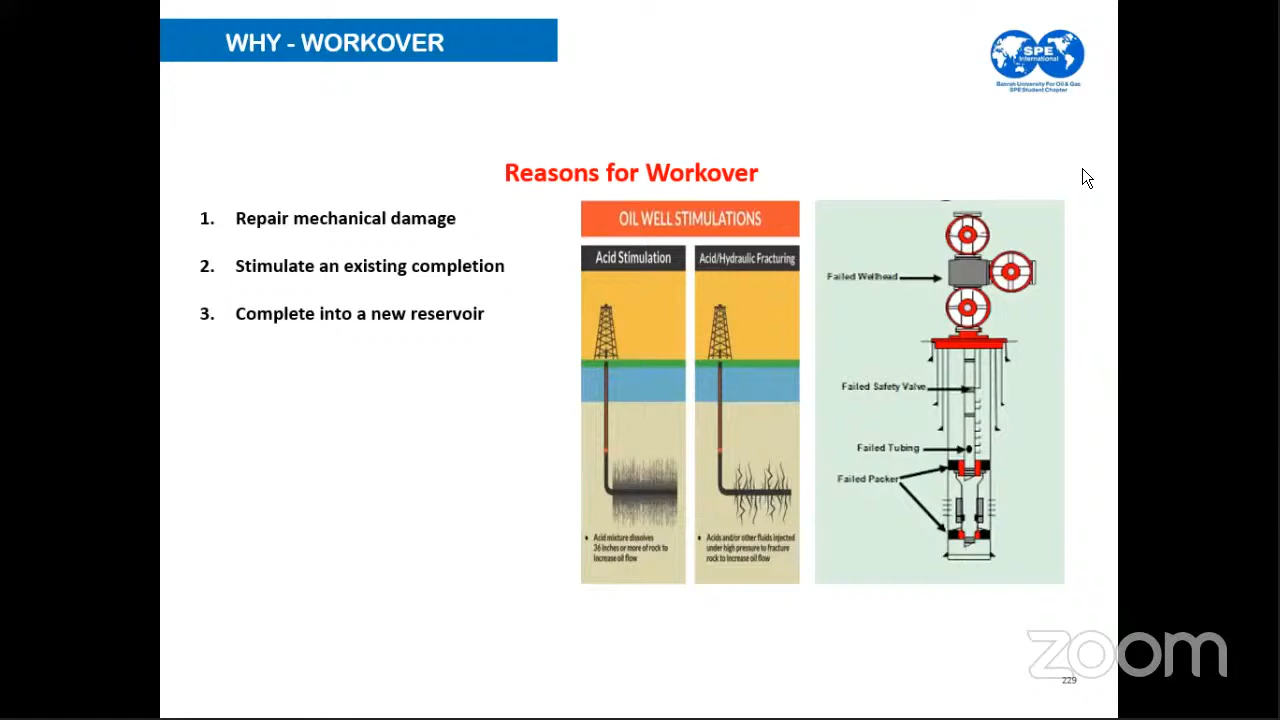 WHY - WORKOVER
SPE
International
Basrah University For Oil & Gas
SPE Student Chapter
Reasons for Workover
1. Repair mechanical damage
2. Stimulate an existing completion
3. Complete into a new reservoir
OIL WELL STIMULATIONS
Acid Stimulation
• Acid mixture dissolves
36 inches or more of rock to
increase oil flow
Acid/Hydraulic Fracturing
• Acids and/or other fluids injected
under high pressure to fracture
rock to increase oil flow
Failed Wellhead
Failed Safety Valve
Failed Tubing
Failed Packer
zoom
229